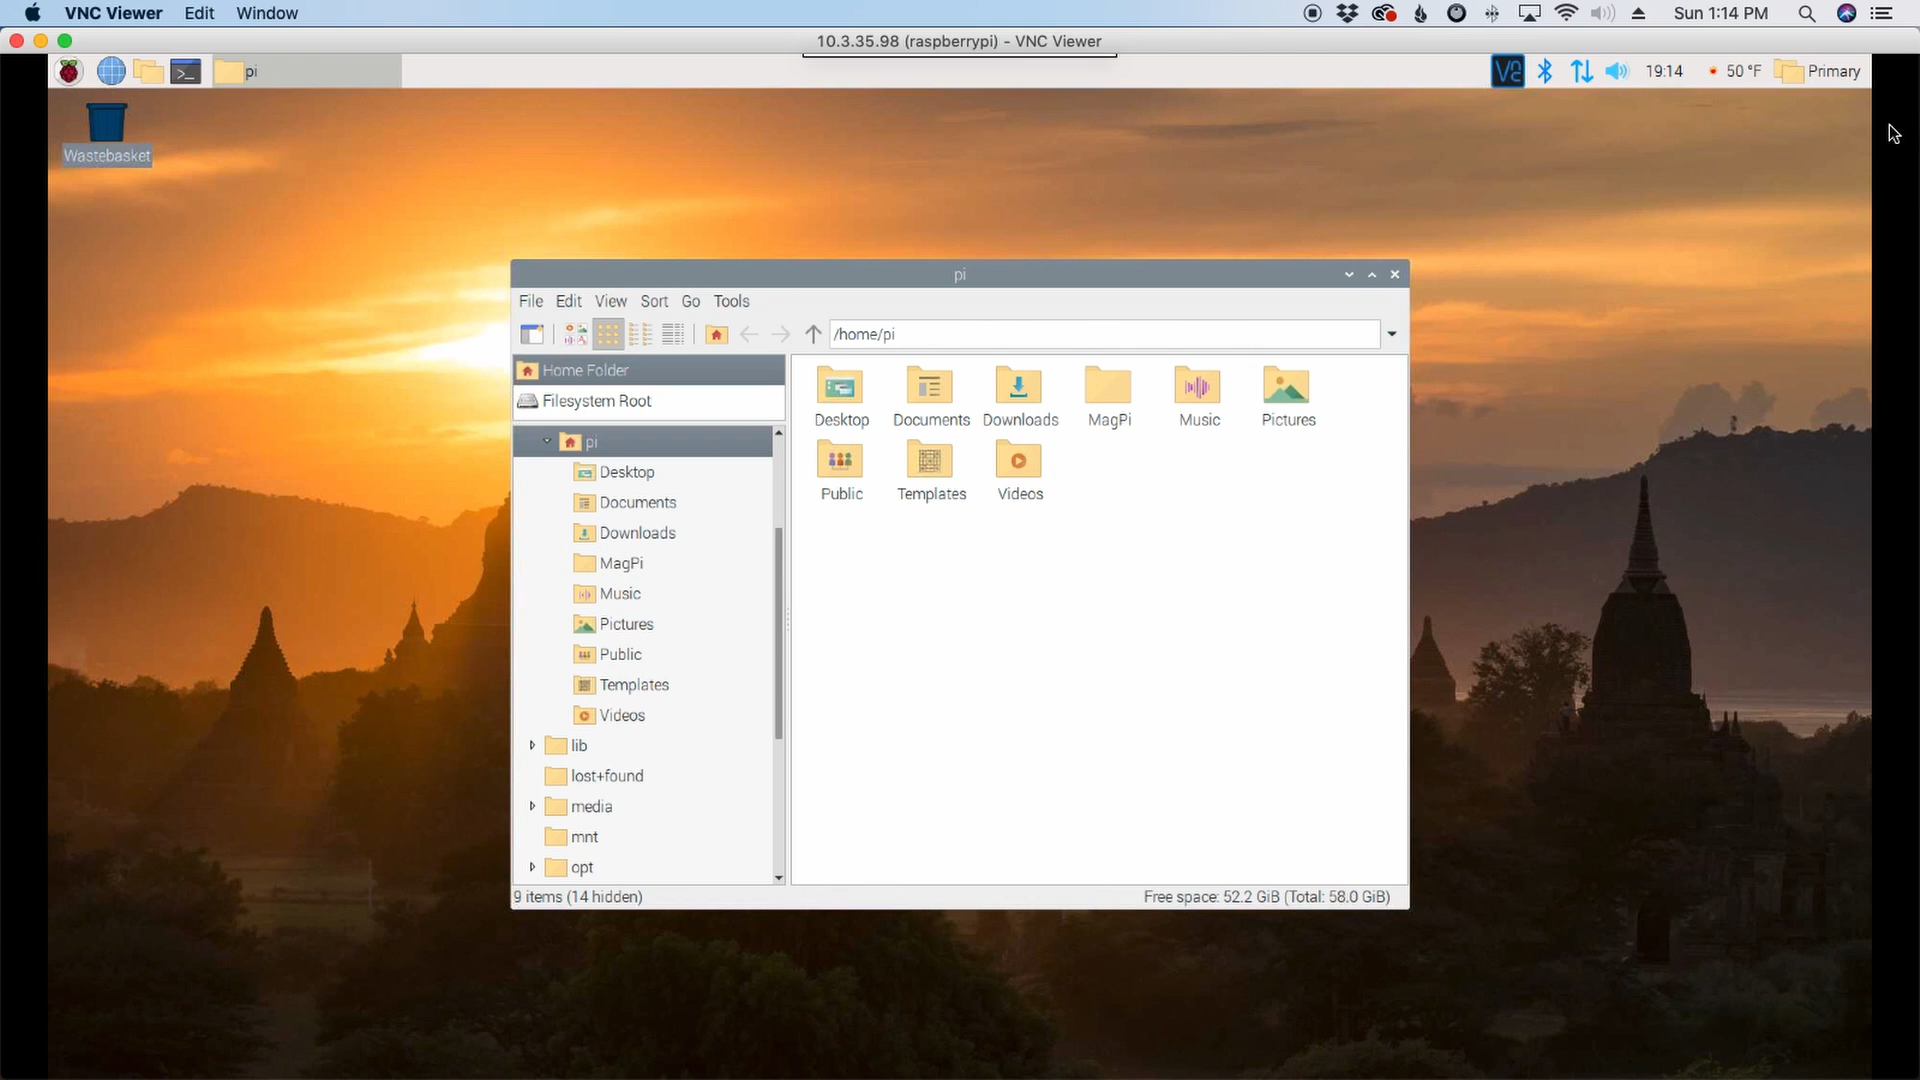 VNC Viewer Edit Window Sun 1:14 PM
10.3.35.98 (raspberrypi) - VNC Viewer
pi 19:14 50 °F Primary
Wastebasket
pi
File Edit View Sort Go Tools
/home/pi
Home Folder
Filesystem Root
pi
Desktop
Documents
Downloads
MagPi
Music
Pictures
Public
Templates
Videos
lib
lost+found
media
mnt
opt
Desktop Documents Downloads MagPi Music Pictures
Public Templates Videos
9 items (14 hidden) Free space: 52.2 GiB (Total: 58.0 GiB)